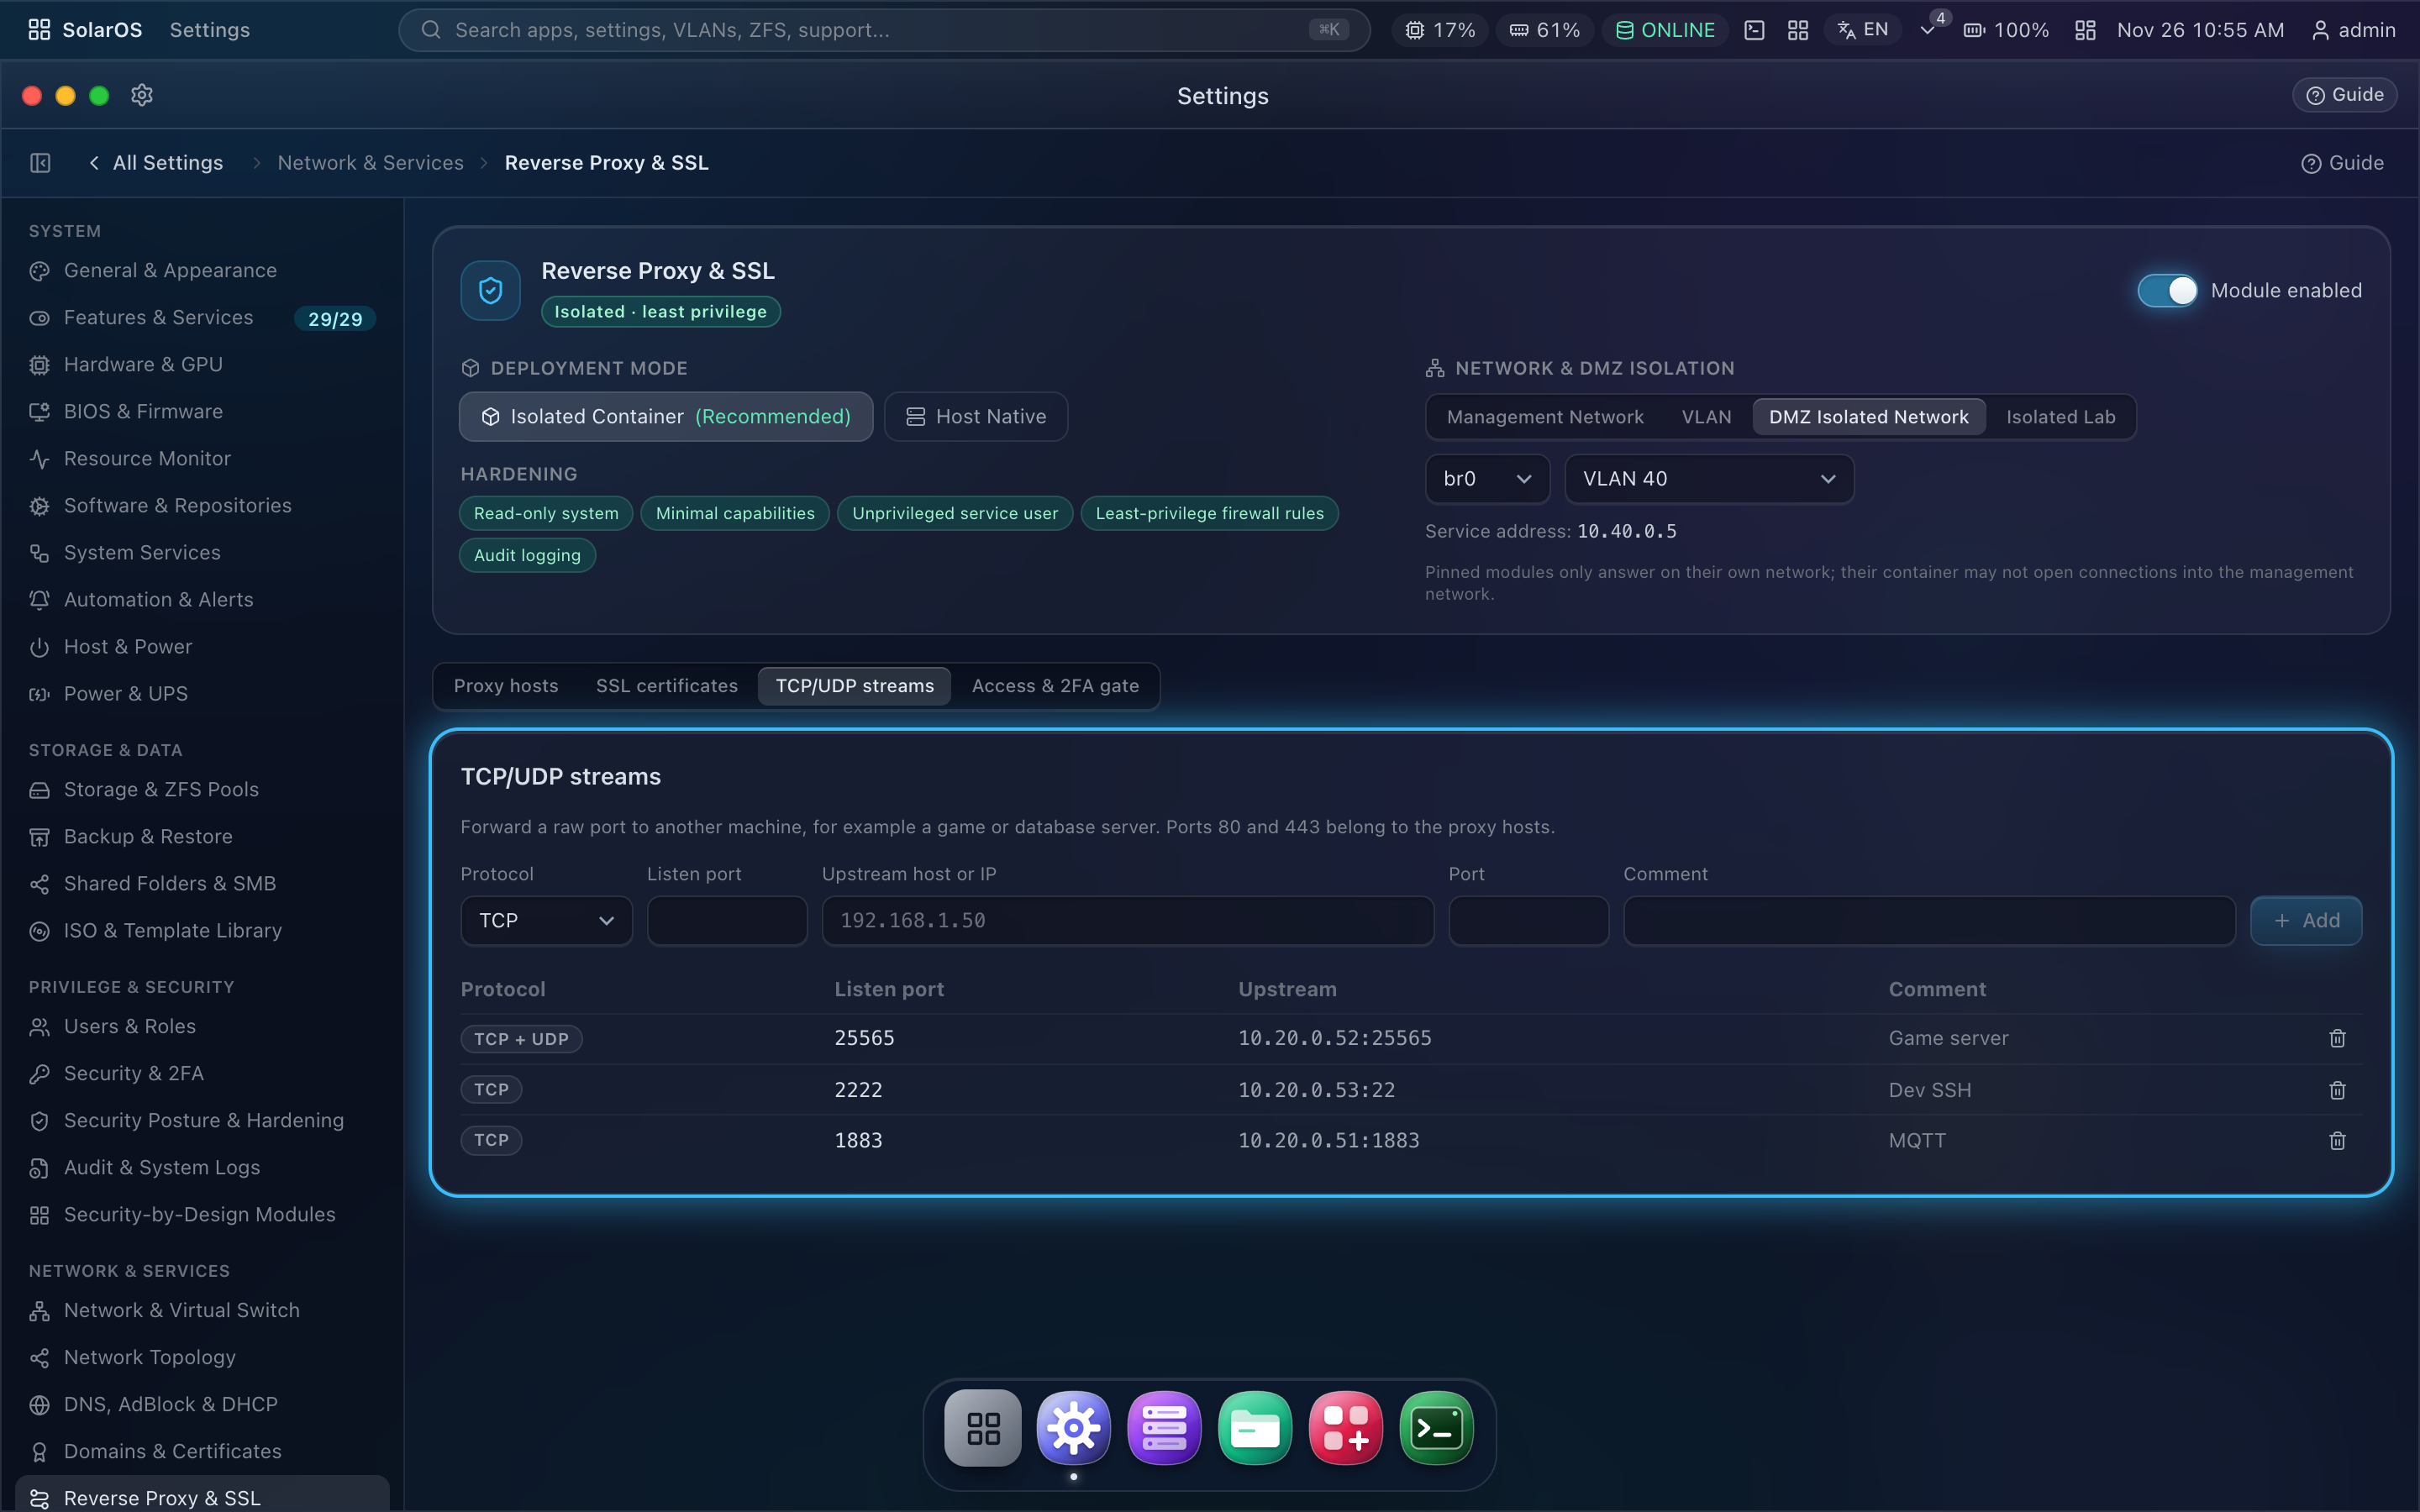 SolarOS Settings Search apps, settings, VLANs, ZFS, support... ⌘K 17% 61% ONLINE EN 4 100% Nov 26 10:55 AM admin
Settings Guide
All Settings Network & Services Reverse Proxy & SSL Guide
SYSTEM
General & Appearance
Features & Services 29/29
Hardware & GPU
BIOS & Firmware
Resource Monitor
Software & Repositories
System Services
Automation & Alerts
Host & Power
Power & UPS
STORAGE & DATA
Storage & ZFS Pools
Backup & Restore
Shared Folders & SMB
ISO & Template Library
PRIVILEGE & SECURITY
Users & Roles
Security & 2FA
Security Posture & Hardening
Audit & System Logs
Security-by-Design Modules
NETWORK & SERVICES
Network & Virtual Switch
Network Topology
DNS, AdBlock & DHCP
Domains & Certificates
Reverse Proxy & SSL
Reverse Proxy & SSL
Isolated · least privilege
Module enabled
DEPLOYMENT MODE
Isolated Container (Recommended) Host Native
HARDENING
Read-only system Minimal capabilities Unprivileged service user Least-privilege firewall rules
Audit logging
NETWORK & DMZ ISOLATION
Management Network VLAN DMZ Isolated Network Isolated Lab
br0 VLAN 40
Service address: 10.40.0.5
Pinned modules only answer on their own network; their container may not open connections into the management
network.
Proxy hosts SSL certificates TCP/UDP streams Access & 2FA gate
TCP/UDP streams
Forward a raw port to another machine, for example a game or database server. Ports 80 and 443 belong to the proxy hosts.
Protocol Listen port Upstream host or IP Port Comment
TCP 192.168.1.50 + Add
Protocol Listen port Upstream Comment
TCP + UDP 25565 10.20.0.52:25565 Game server
TCP 2222 10.20.0.53:22 Dev SSH
TCP 1883 10.20.0.51:1883 MQTT